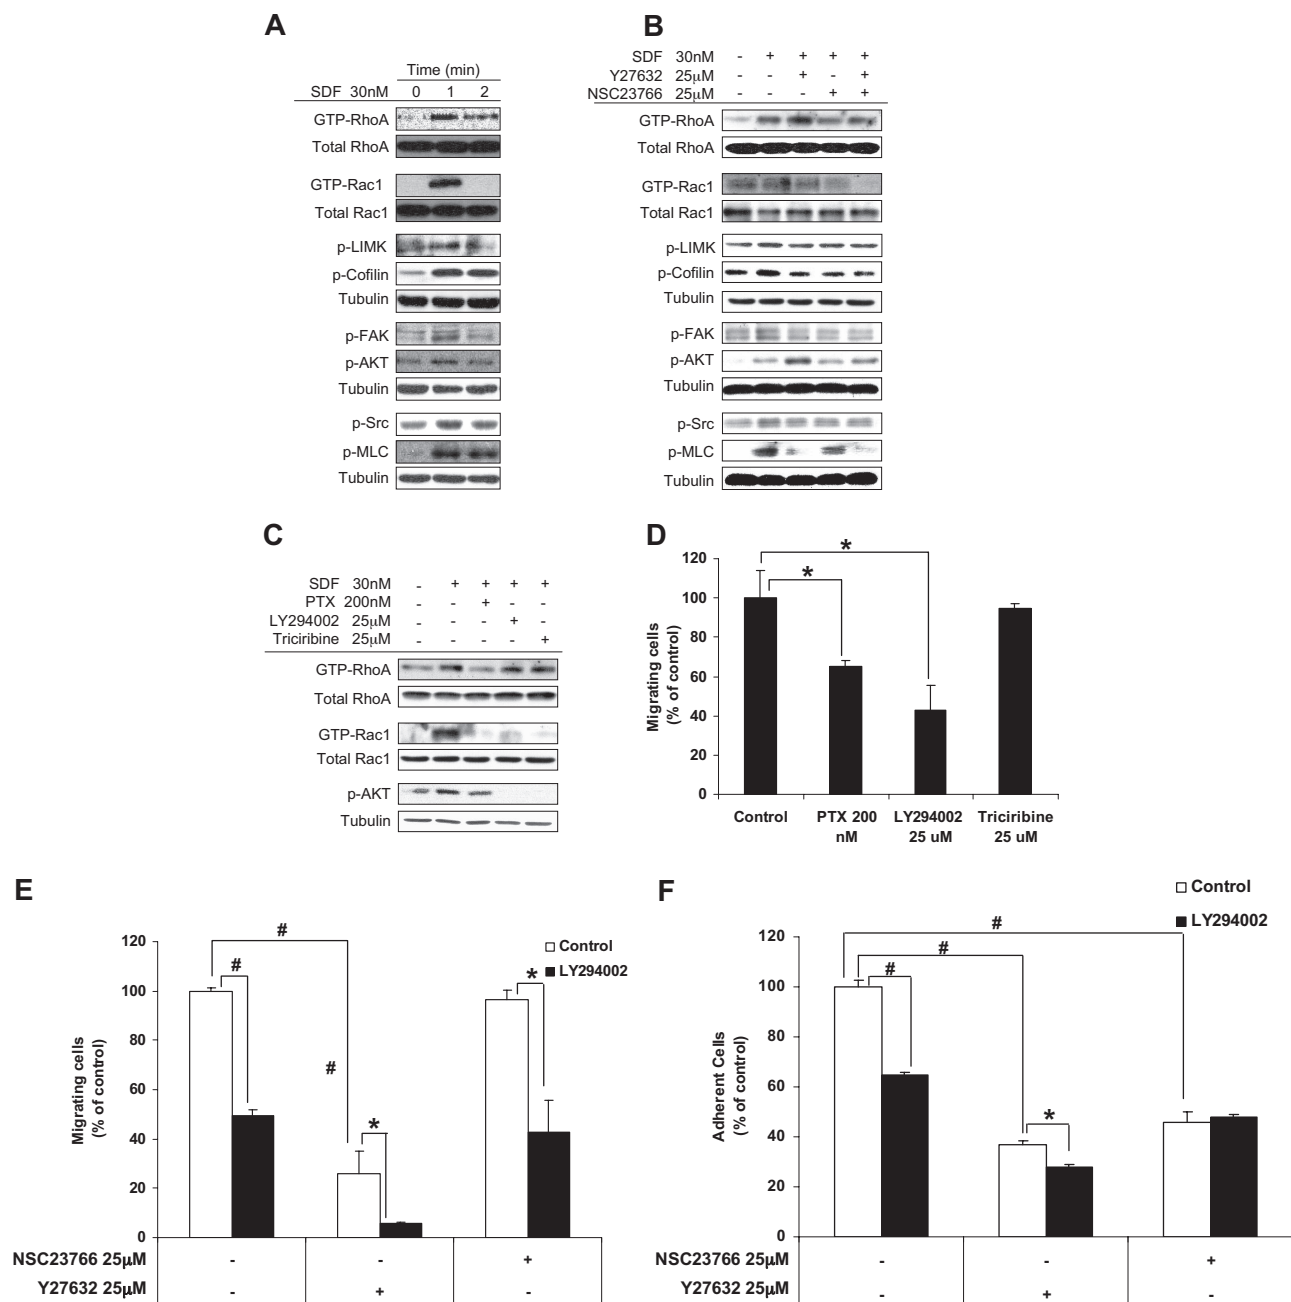 A
Time (min)
SDF 30nM 0 1 2
GTP-RhoA
Total RhoA
GTP-Rac1
Total Rac1
p-LIMK
p-Cofilin
Tubulin
p-FAK
p-AKT
Tubulin
p-Src
p-MLC
Tubulin
B
SDF 30nM - + + + +
Y27632 25μM - - + - +
NSC23766 25μM - - - + +
GTP-RhoA
Total RhoA
GTP-Rac1
Total Rac1
p-LIMK
p-Cofilin
Tubulin
p-FAK
p-AKT
Tubulin
p-Src
p-MLC
Tubulin
C
SDF 30nM - + + + +
PTX 200nM - - + - -
LY294002 25μM - - - + -
Triciribine 25μM - - - - +
GTP-RhoA
Total RhoA
GTP-Rac1
Total Rac1
p-AKT
Tubulin
D
Migrating cells
(% of control)
120
100
80
60
40
20
0
*
*
Control
PTX 200
nM
LY294002
25 uM
Triciribine
25 uM
E
Migrating cells
(% of control)
120
100
80
60
40
20
0
#
#
#
*
*
Control
LY294002
NSC23766 25μM - - +
Y27632 25μM - + -
F
Control
LY294002
Adherent Cells
(% of control)
120
100
80
60
40
20
0
#
#
#
*
NSC23766 25μM - - +
Y27632 25μM - + -